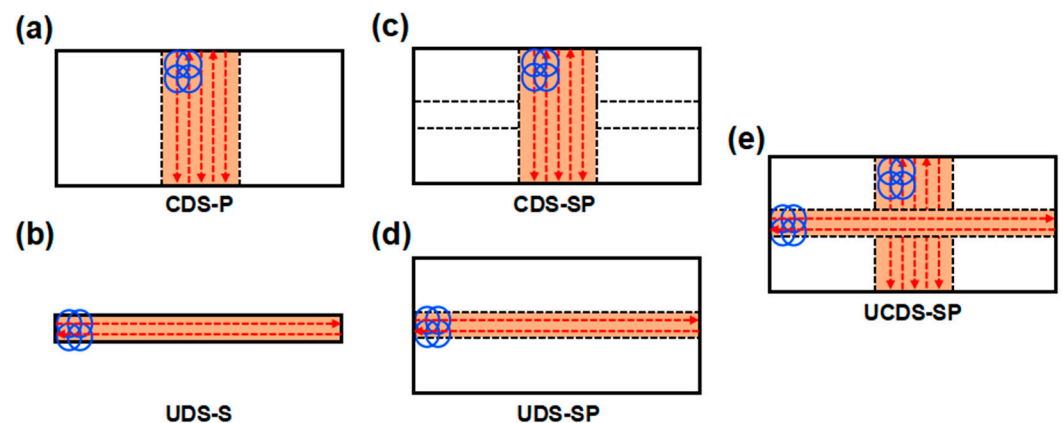 (a)
CDS-P
(b)
UDS-S
(c)
CDS-SP
(d)
UDS-SP
(e)
UCDS-SP